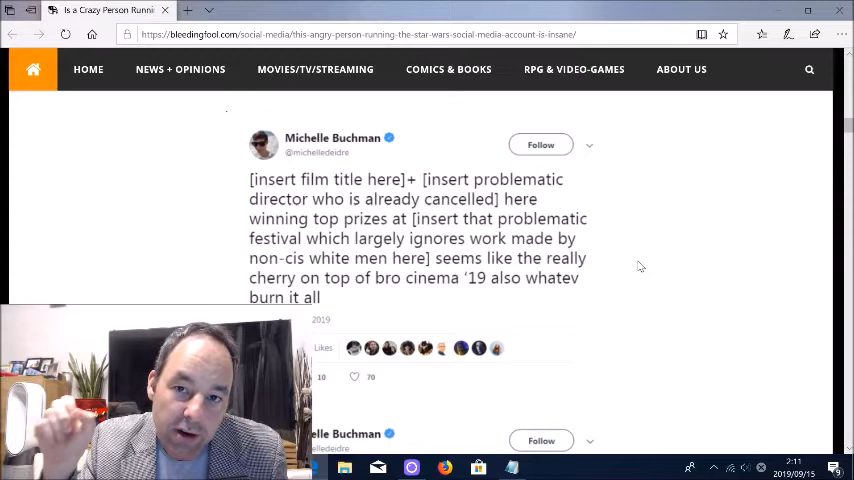 Is a Crazy Person Runni
https://bleedingfool.com/social-media/this-angry-person-running-the-star-wars-social-media-account-is-insane/
HOME NEWS + OPINIONS MOVIES/TV/STREAMING COMICS & BOOKS RPG & VIDEO-GAMES ABOUT US
Michelle Buchman
@michelledeidre
Follow
[insert film title here]+ [insert problematic
director who is already cancelled] here
winning top prizes at [insert that problematic
festival which largely ignores work made by
non-cis white men here] seems like the really
cherry on top of bro cinema ‘19 also whatev
burn it all
2019
Likes
10 70
elle Buchman
elledeidre
Follow
2:11
2019/09/15